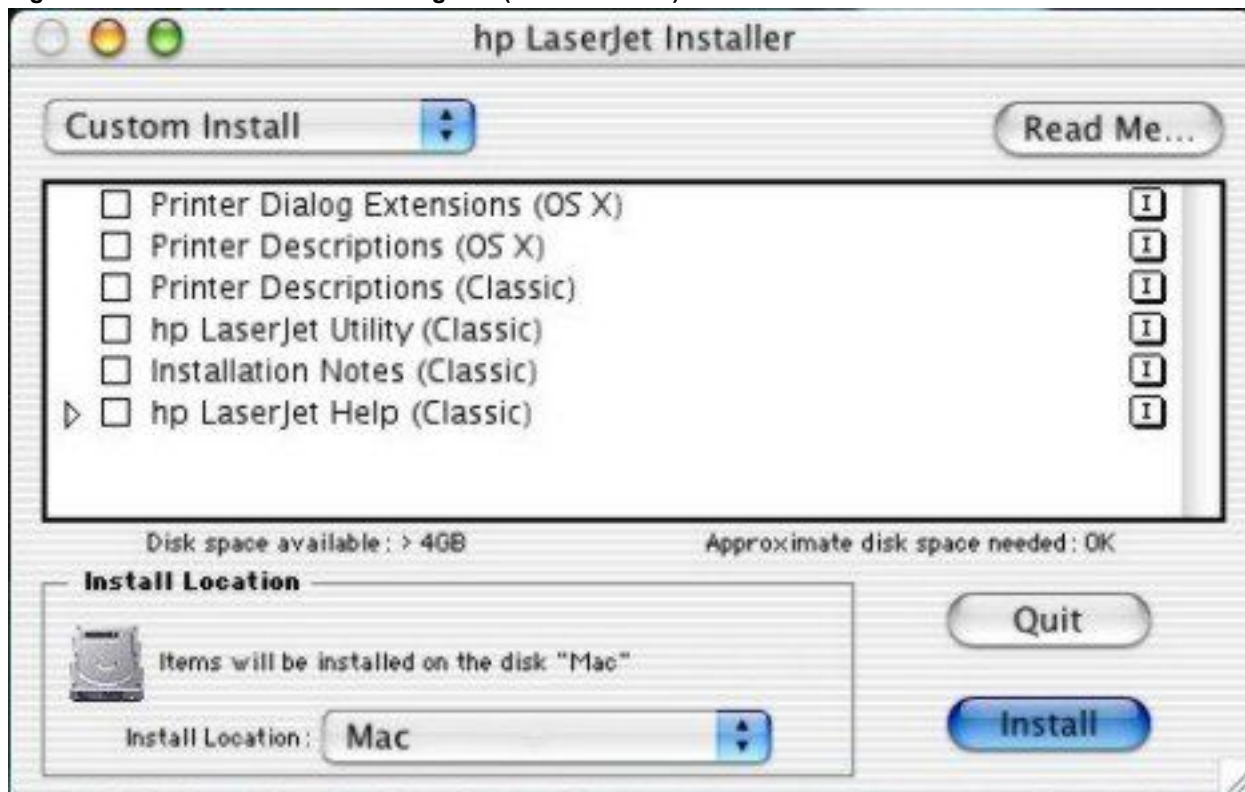 hp LaserJet Installer
Custom Install
Read Me...
Printer Dialog Extensions (OS X)
I
Printer Descriptions (OS X)
I
Printer Descriptions (Classic)
I
hp LaserJet Utility (Classic)
I
Installation Notes (Classic)
I
hp LaserJet Help (Classic)
I
Disk space available : > 4GB
Approximate disk space needed : 0K
Install Location
Items will be installed on the disk "Mac"
Install Location :
Mac
Quit
Install